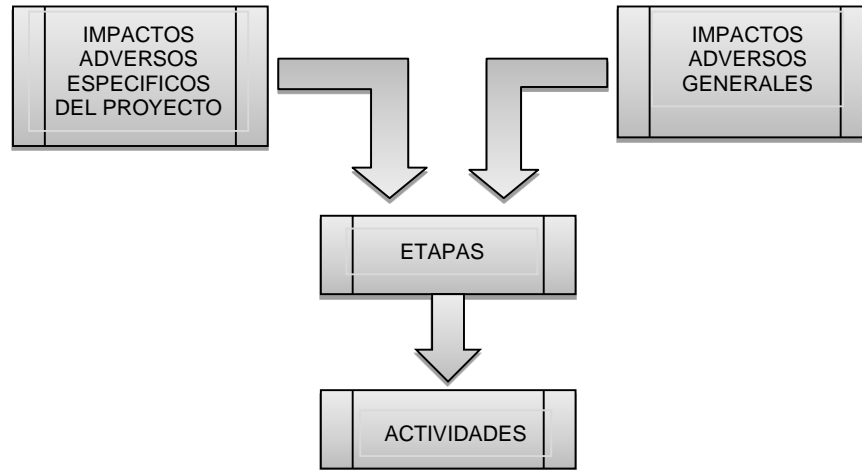 IMPACTOS
ADVERSOS
ESPECIFICOS
DEL PROYECTO
IMPACTOS
ADVERSOS
GENERALES
ETAPAS
ACTIVIDADES